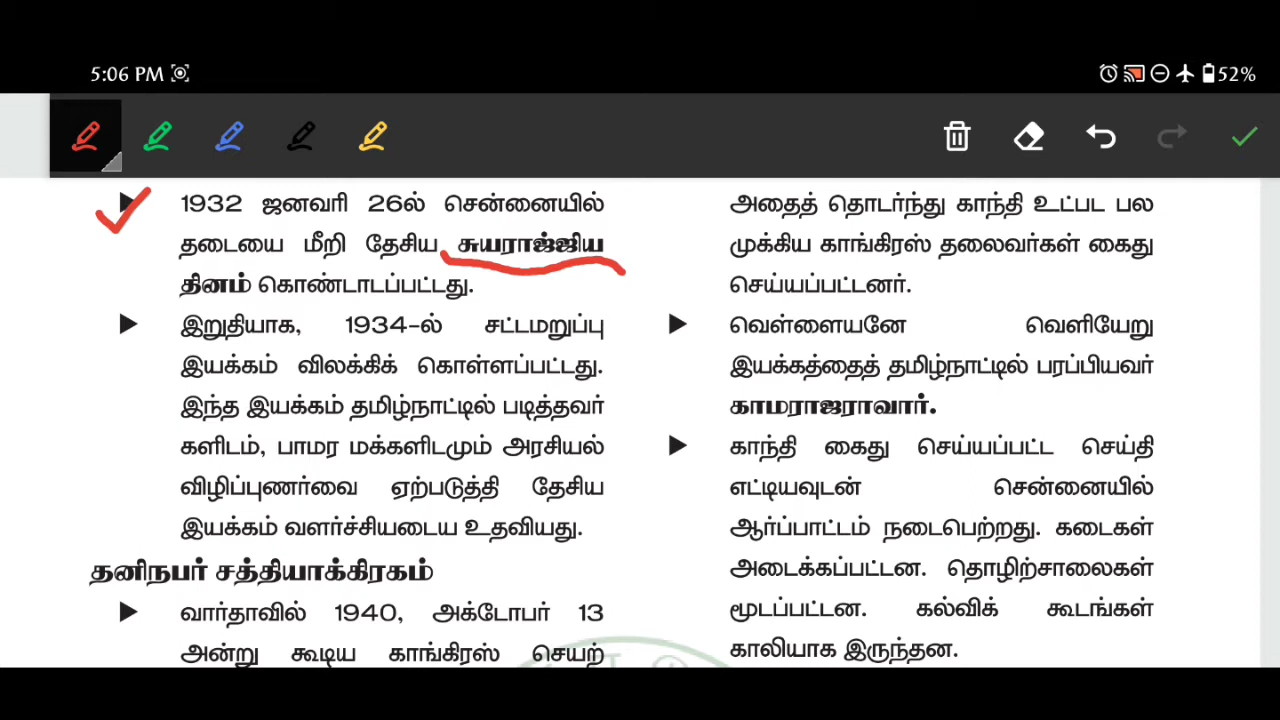 5:06 PM
52%
1932 ஜனவரி 26ல் சென்னையில்
தடையை மீறி தேசிய சுயராஜ்ஜிய
தினம் கொண்டாடப்பட்டது.
இறுதியாக, 1934-ல் சட்டமறுப்பு
இயக்கம் விலக்கிக் கொள்ளப்பட்டது.
இந்த இயக்கம் தமிழ்நாட்டில் படித்தவர்
களிடம், பாமர மக்களிடமும் அரசியல்
விழிப்புணர்வை ஏற்படுத்தி தேசிய
இயக்கம் வளர்ச்சியடைய உதவியது.
தனிநபர் சத்தியாக்கிரகம்
வார்தாவில் 1940, அக்டோபர் 13
அன்று கூடிய காங்கிரஸ் செயற்
அதைத் தொடர்ந்து காந்தி உட்பட பல
முக்கிய காங்கிரஸ் தலைவர்கள் கைது
செய்யப்பட்டனர்.
வெள்ளையனே வெளியேறு
இயக்கத்தைத் தமிழ்நாட்டில் பரப்பியவர்
காமராஜராவார்.
காந்தி கைது செய்யப்பட்ட செய்தி
எட்டியவுடன் சென்னையில்
ஆர்ப்பாட்டம் நடைபெற்றது. கடைகள்
அடைக்கப்பட்டன. தொழிற்சாலைகள்
மூடப்பட்டன. கல்விக் கூடங்கள்
காலியாக இருந்தன.